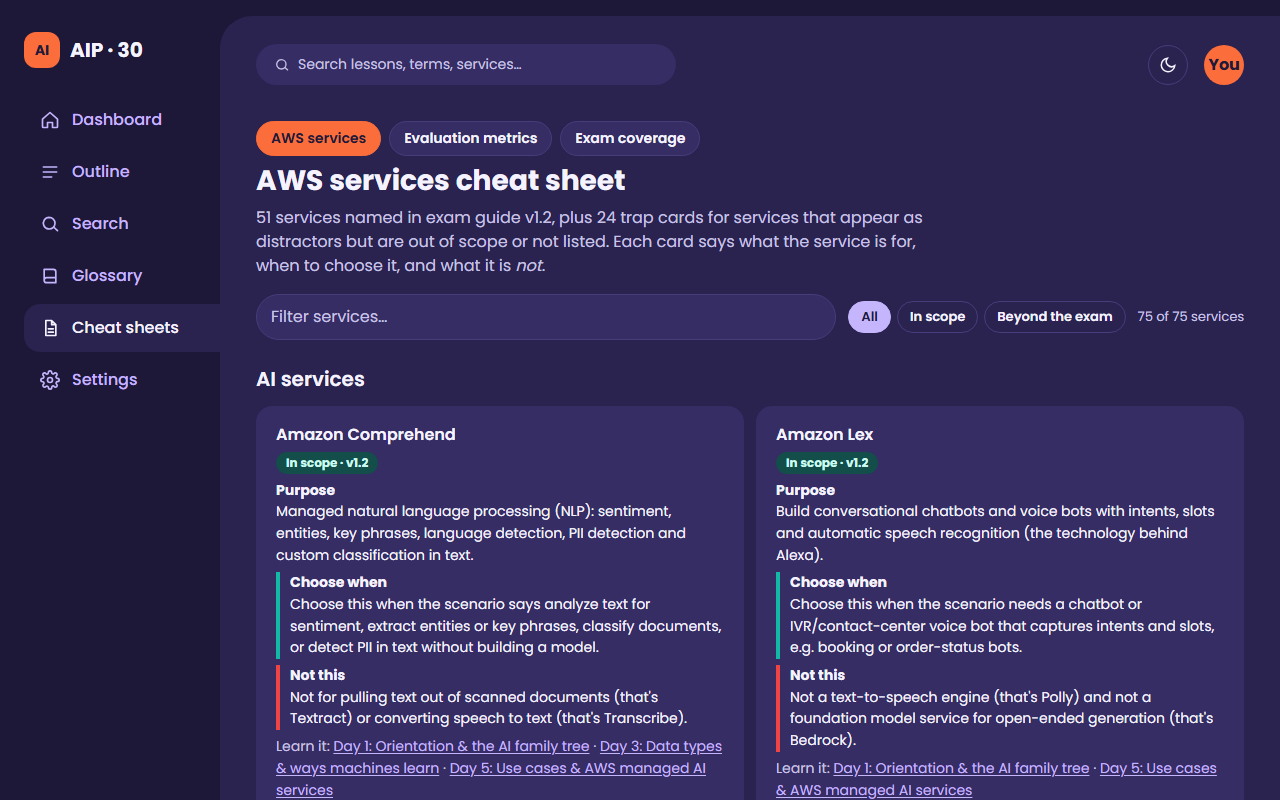 AI AIP · 30
Dashboard
Outline
Search
Glossary
Cheat sheets
Settings
Search lessons, terms, services...
You
AWS services
Evaluation metrics
Exam coverage
AWS services cheat sheet
51 services named in exam guide v1.2, plus 24 trap cards for services that appear as
distractors but are out of scope or not listed. Each card says what the service is for,
when to choose it, and what it is not.
Filter services...
All
In scope
Beyond the exam
75 of 75 services
AI services
Amazon Comprehend
In scope · v1.2
Purpose
Managed natural language processing (NLP): sentiment,
entities, key phrases, language detection, PII detection and
custom classification in text.
Choose when
Choose this when the scenario says analyze text for
sentiment, extract entities or key phrases, classify documents,
or detect PII in text without building a model.
Not this
Not for pulling text out of scanned documents (that's
Textract) or converting speech to text (that's Transcribe).
Learn it: Day 1: Orientation & the AI family tree · Day 3: Data types
& ways machines learn · Day 5: Use cases & AWS managed AI
services
Amazon Lex
In scope · v1.2
Purpose
Build conversational chatbots and voice bots with intents, slots
and automatic speech recognition (the technology behind
Alexa).
Choose when
Choose this when the scenario needs a chatbot or
IVR/contact-center voice bot that captures intents and slots,
e.g. booking or order-status bots.
Not this
Not a text-to-speech engine (that's Polly) and not a
foundation model service for open-ended generation (that's
Bedrock).
Learn it: Day 1: Orientation & the AI family tree · Day 5: Use cases
& AWS managed AI services